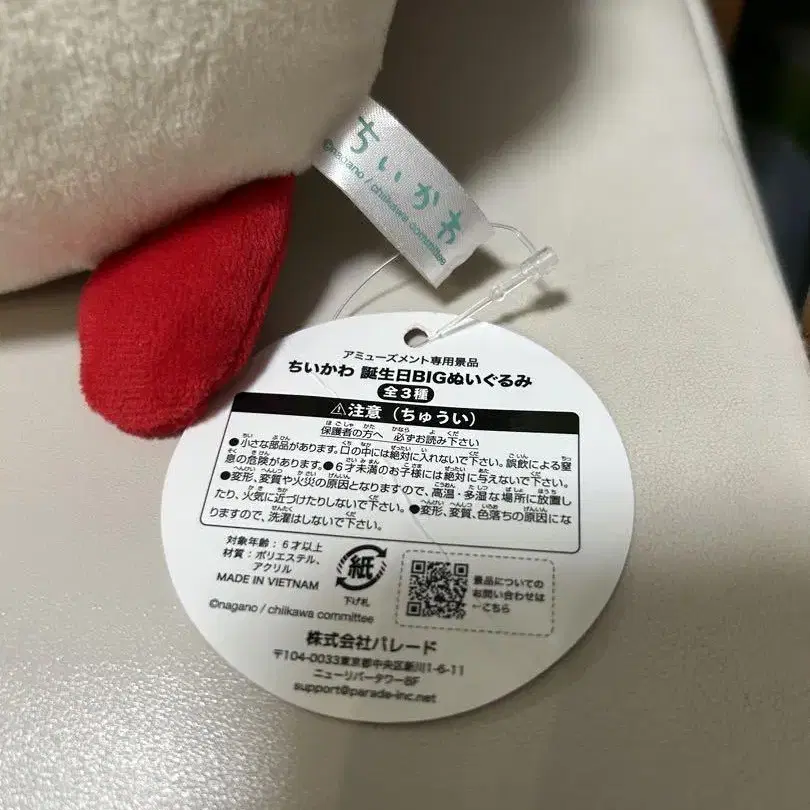 ちいかわ
©nagano / chiikawa committee
アミューズメント専用景品
ちいかわ 誕生日BIGぬいぐるみ
全3種
⚠注意（ちゅうい）
保護者の方へ 必ずお読み下さい
●小さな部品があります。口の中には絶対に入れないで下さい。誤飲による窒
息の危険があります。●6才未満のお子様には絶対に与えないで下さい。
●変形、変質や火災の原因となりますので、高温・多湿な場所に放置し
たり、火気に近づけたりしないで下さい。●変形、変質、色落ちの原因にな
りますので、洗濯はしないで下さい。
対象年齢：6才以上
材質：ポリエステル、
アクリル
MADE IN VIETNAM
紙
下げ札
景品についての
お問い合わせは
←こちら
©nagano / chiikawa committee
株式会社パレード
〒104-0033東京都中央区新川1-6-11
ニューリバータワー8F
support@parade-inc.net